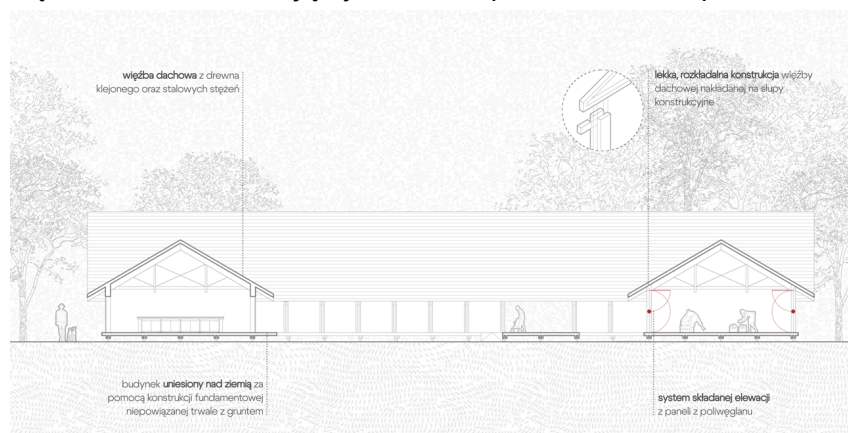 więźba dachowa z drewna
klejonego oraz stalowych stężeń
lekka, rozkładalna konstrukcja więźby
dachowej nakładanej na słupy
konstrukcyjne
budynek uniesiony nad ziemią za
pomocą konstrukcji fundamentowej
niepowiązanej trwale z gruntem
system składanej elewacji
z paneli z poliwęglanu